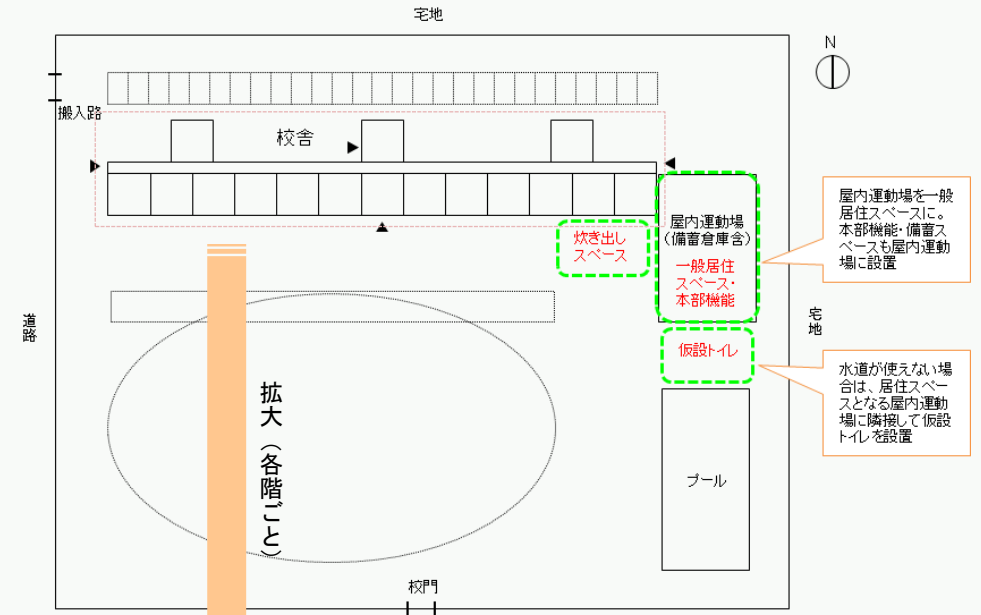 宅地
N
搬入路
校舎
屋内運動場
（備蓄倉庫含）
一般居住
スペース・
本部機能
炊き出し
スペース
屋内運動場を一般
居住スペースに。
本部機能・備蓄ス
ペースも屋内運動
場に設置
道路
宅地
仮設トイレ
水道が使えない場
合は、居住スペー
スとなる屋内運動
場に隣接して仮設
トイレを設置
拡大（各階ごと）
プール
校門